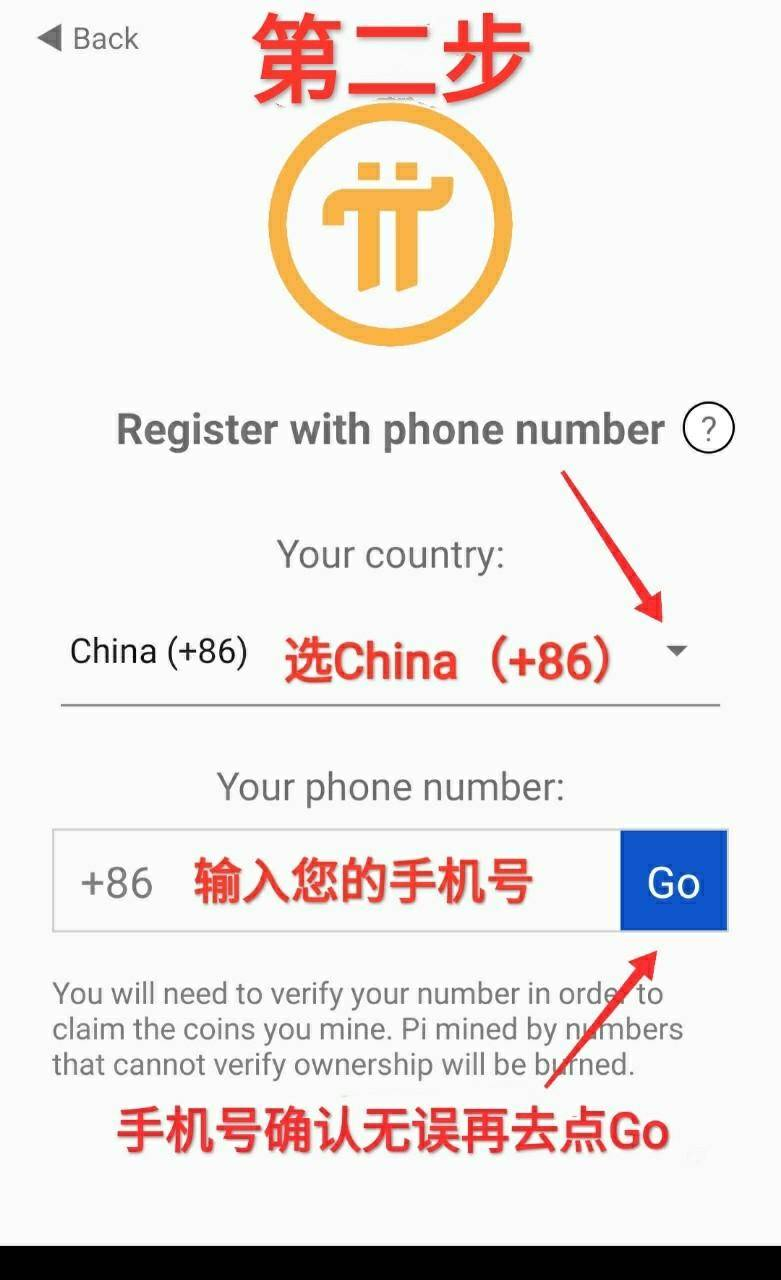 Back
第二步
Register with phone number ?
Your country:
China (+86) 选China（+86）
Your phone number:
+86 输入您的手机号 Go
You will need to verify your number in order to
claim the coins you mine. Pi mined by numbers
that cannot verify ownership will be burned.
手机号确认无误再去点Go